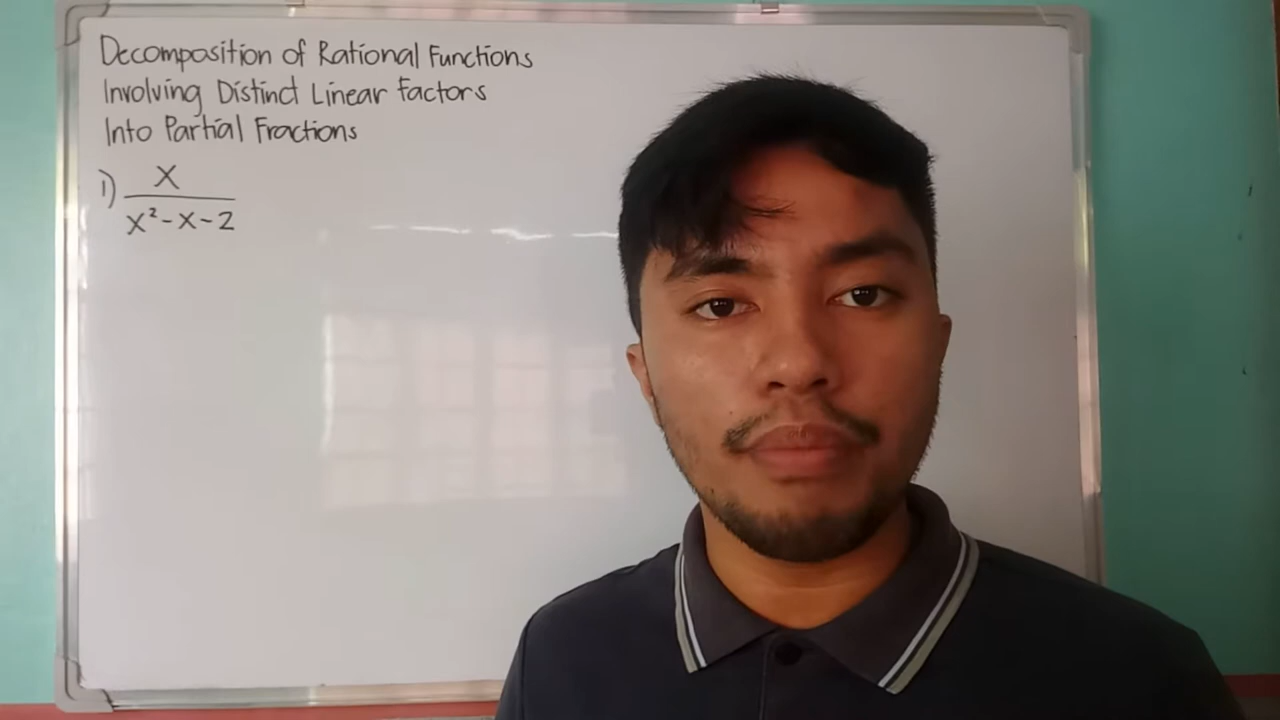 Decomposition of Rational Functions
Involving Distinct Linear Factors
Into Partial Fractions
1) x
x²-x-2